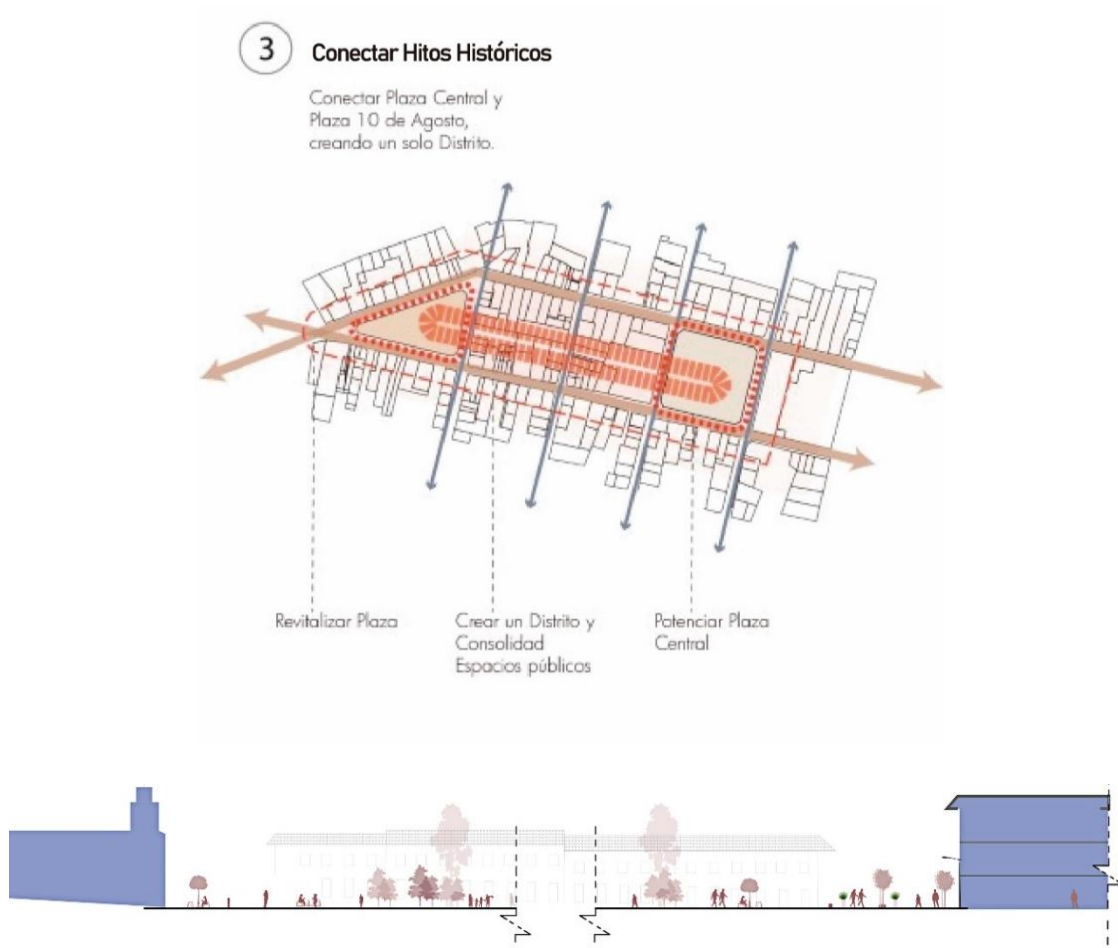 3
Conectar Hitos Históricos
Conectar Plaza Central y
Plaza 10 de Agosto,
creando un solo Distrito.
Revitalizar Plaza
Crear un Distrito y
Consolidad
Espacios públicos
Potenciar Plaza
Central